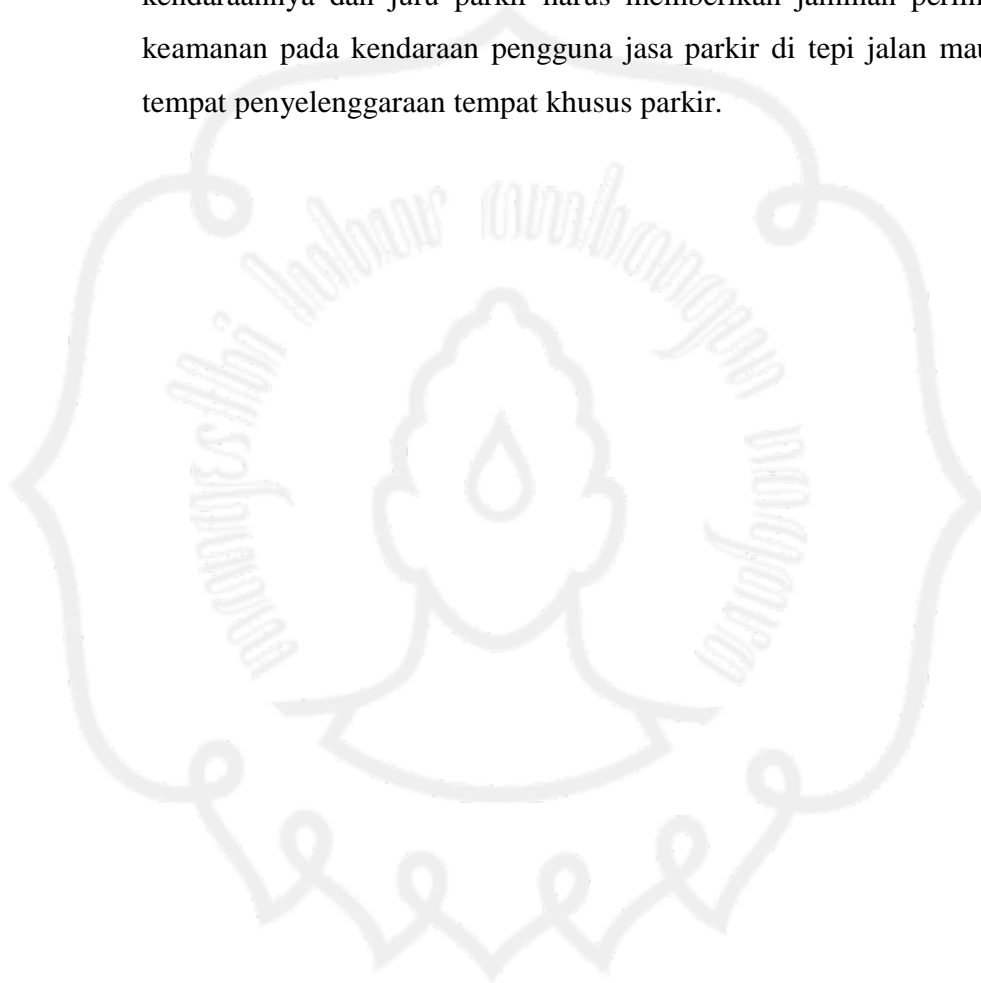 kendaraannya dan juru parkir harus memberikan jaminan
keamanan pada kendaraan pengguna jasa parkir di tepi jalan mau
tempat penyelenggaraan tempat khusus parkir.